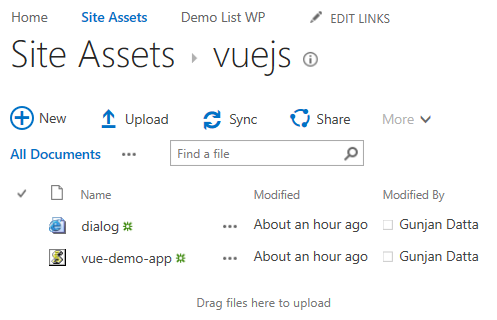 Home Site Assets Demo List WP EDIT LINKS
Site Assets vuejs
New Upload Sync Share More
All Documents ••• Find a file
Name Modified Modified By
dialog ••• About an hour ago Gunjan Datta
vue-demo-app ••• About an hour ago Gunjan Datta
Drag files here to upload